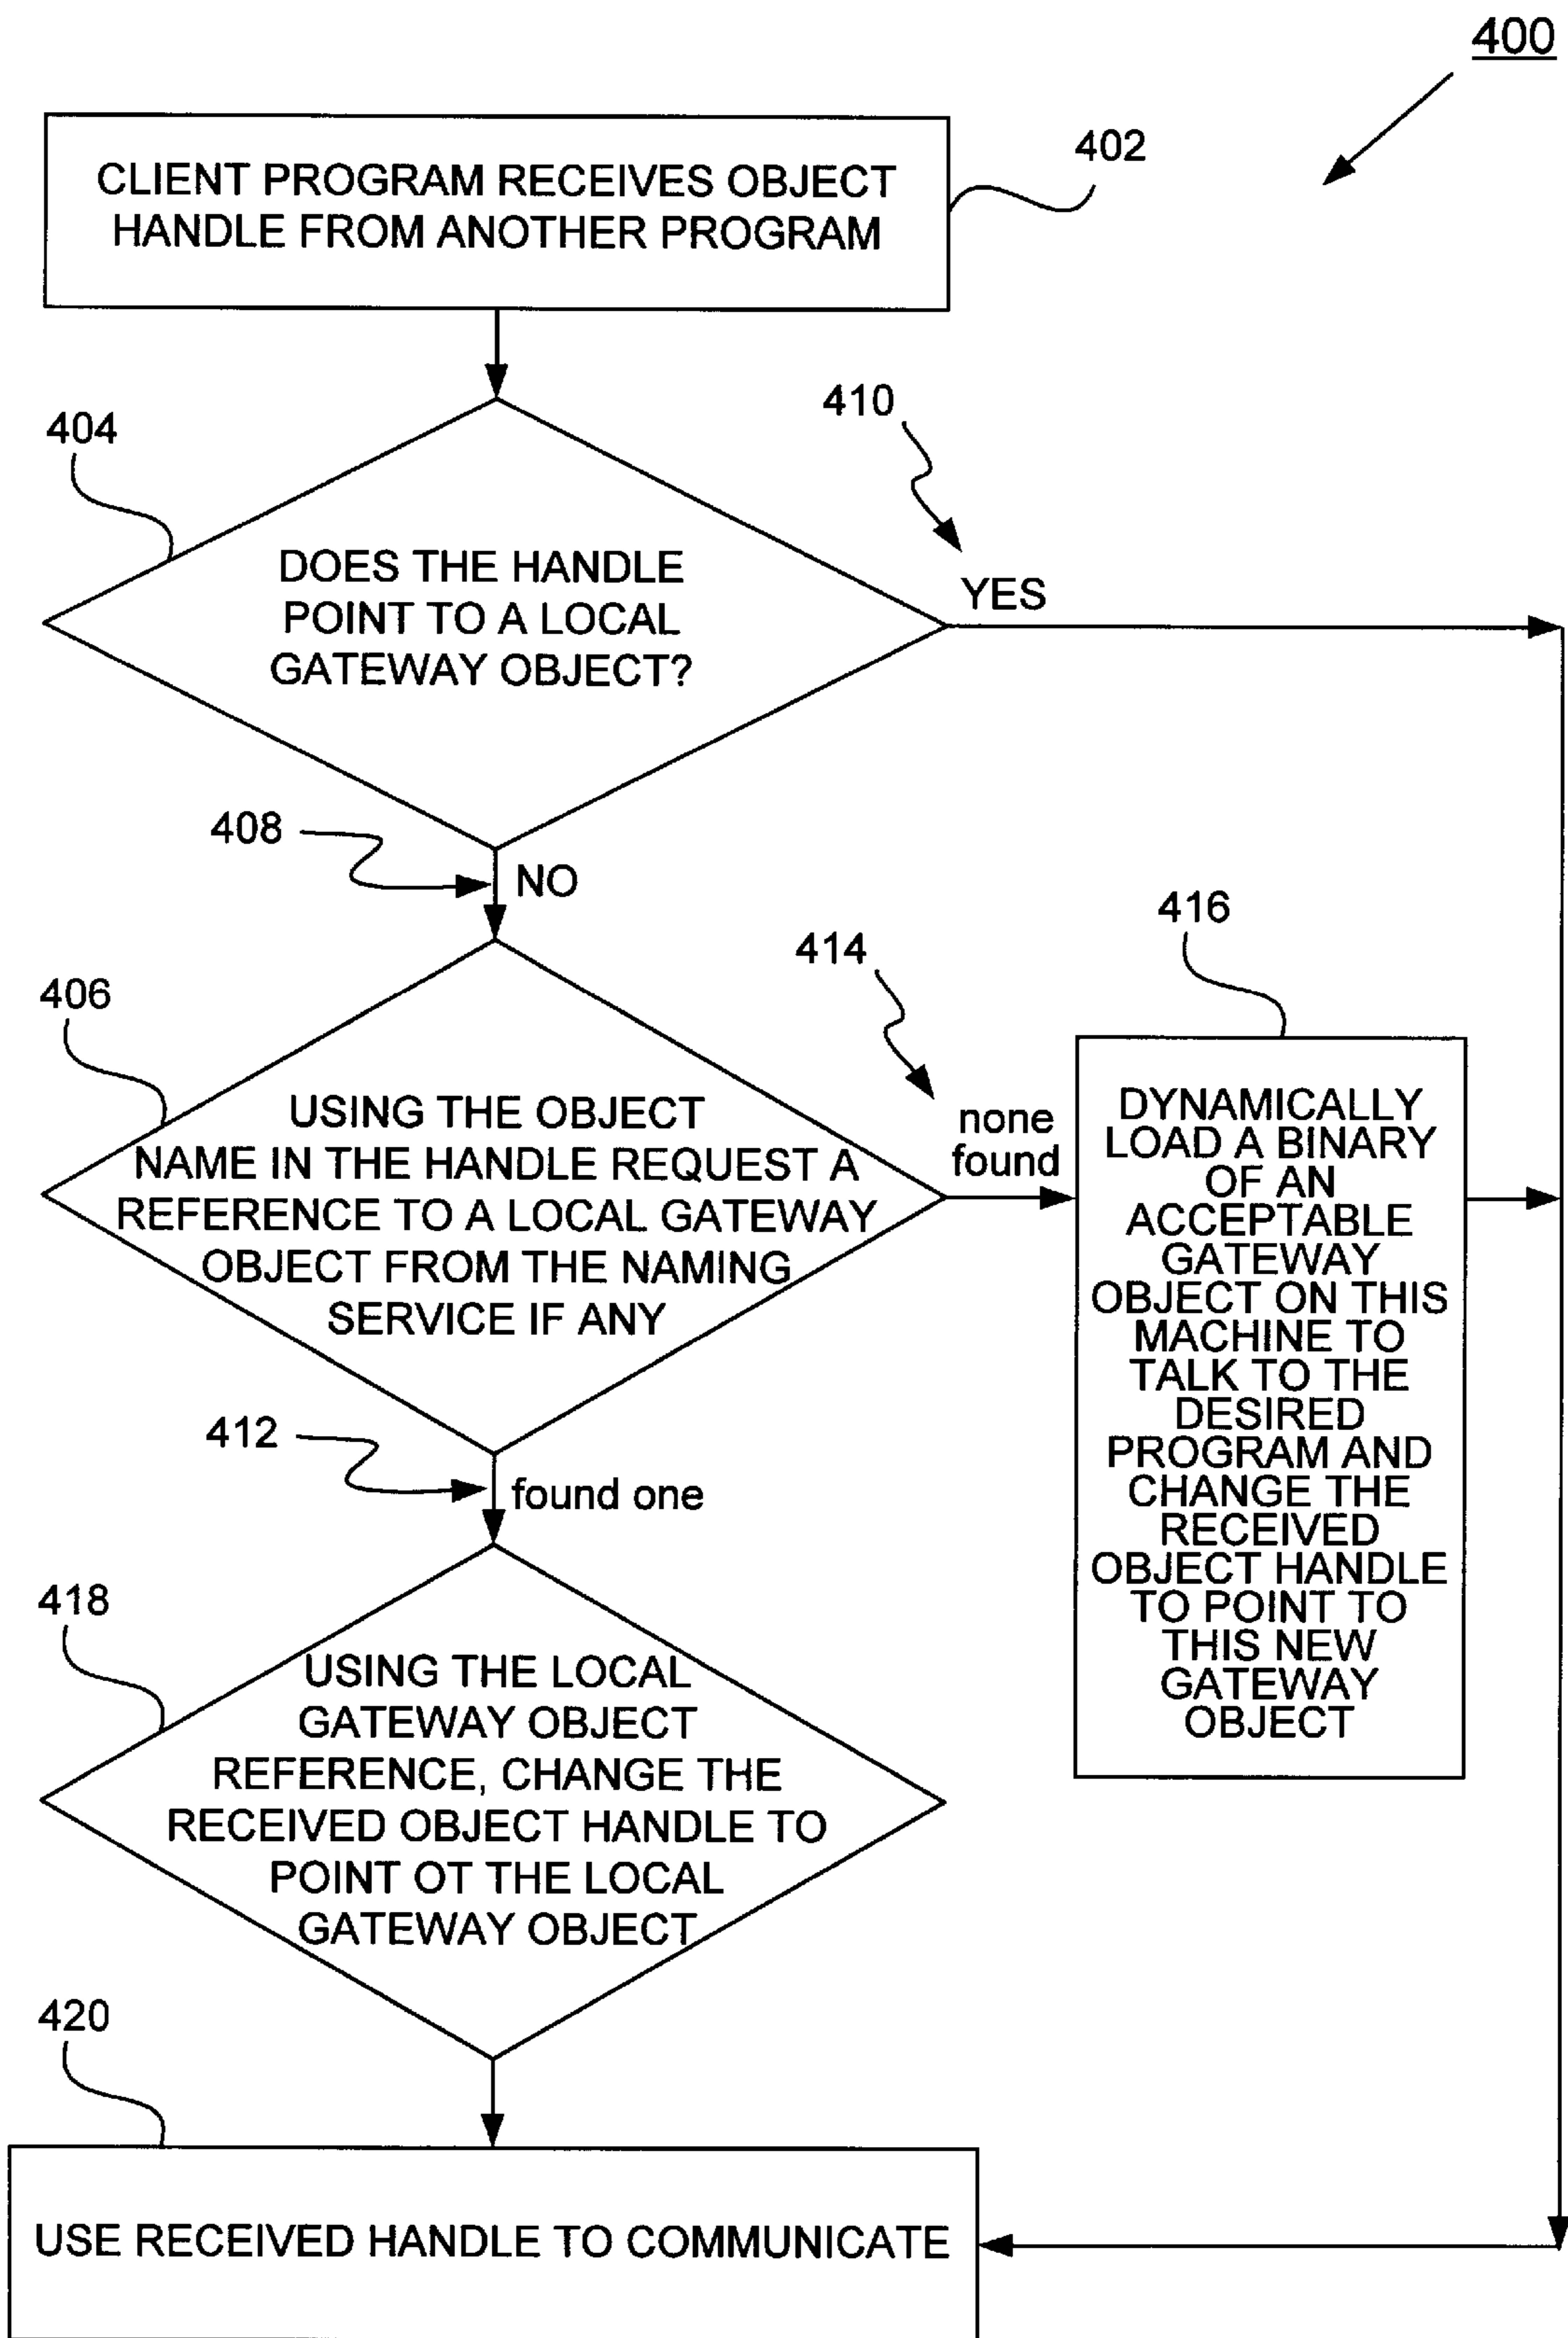 400
402
CLIENT PROGRAM RECEIVES OBJECT
HANDLE FROM ANOTHER PROGRAM
410
404
DOES THE HANDLE
POINT TO A LOCAL
GATEWAY OBJECT?
YES
408
NO
416
414
406
USING THE OBJECT
NAME IN THE HANDLE REQUEST A
REFERENCE TO A LOCAL GATEWAY
OBJECT FROM THE NAMING
SERVICE IF ANY
none
found
DYNAMICALLY
LOAD A BINARY
OF AN
ACCEPTABLE
GATEWAY
OBJECT ON THIS
MACHINE TO
TALK TO THE
DESIRED
PROGRAM AND
CHANGE THE
RECEIVED
OBJECT HANDLE
TO POINT TO
THIS NEW
GATEWAY
OBJECT
412
found one
418
USING THE LOCAL
GATEWAY OBJECT
REFERENCE, CHANGE THE
RECEIVED OBJECT HANDLE TO
POINT OT THE LOCAL
GATEWAY OBJECT
420
USE RECEIVED HANDLE TO COMMUNICATE